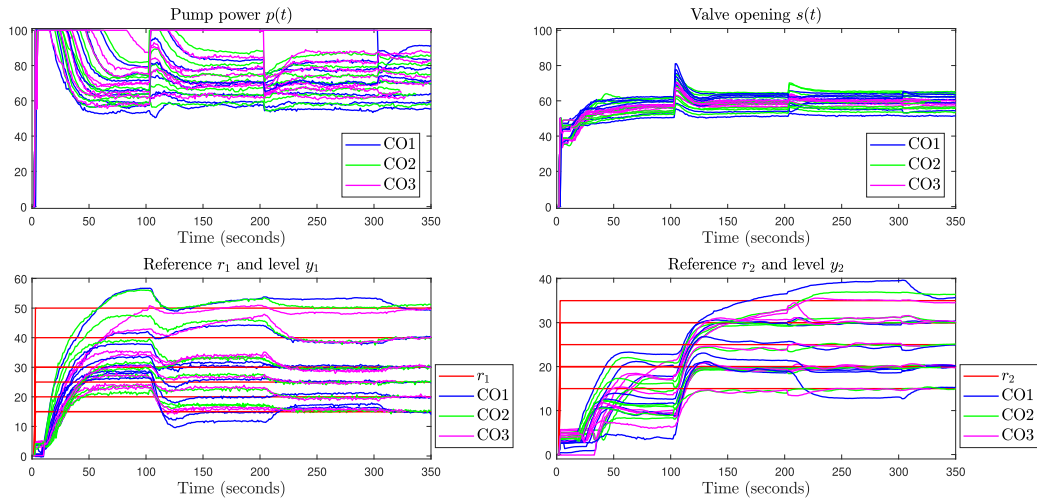 Pump power p(t)
100
80
60
40
20
0
0 50 100 150 200 250 300 350
Time (seconds)
CO1
CO2
CO3
Valve opening s(t)
100
80
60
40
20
0
0 50 100 150 200 250 300 350
Time (seconds)
CO1
CO2
CO3
Reference r₁ and level y₁
60
50
40
30
20
10
0
0 50 100 150 200 250 300 350
Time (seconds)
r₁
CO1
CO2
CO3
Reference r₂ and level y₂
40
30
20
10
0
0 50 100 150 200 250 300 350
Time (seconds)
r₂
CO1
CO2
CO3